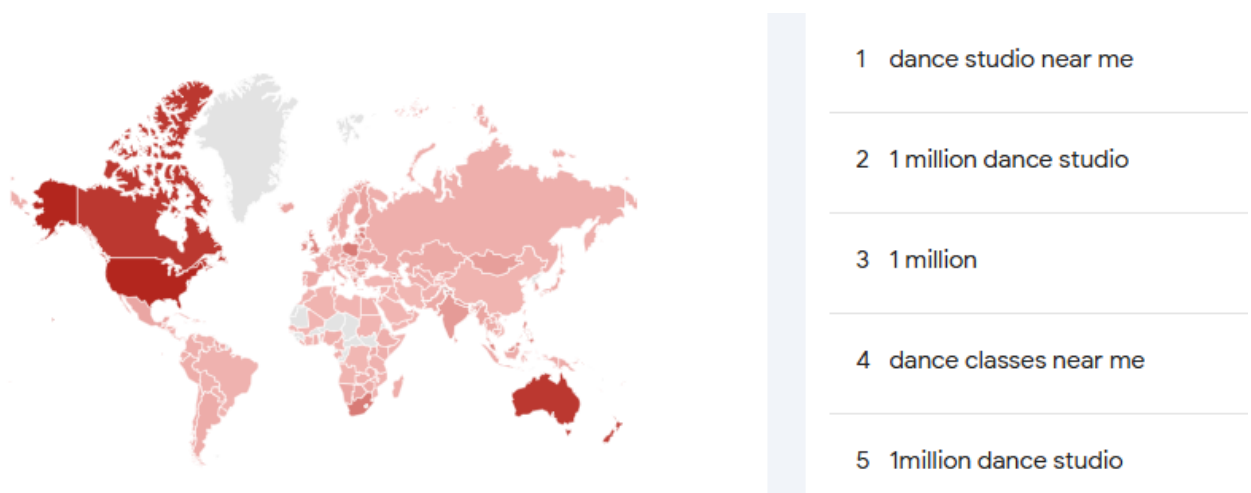 1 dance studio near me
2 1 million dance studio
3 1 million
4 dance classes near me
5 1million dance studio